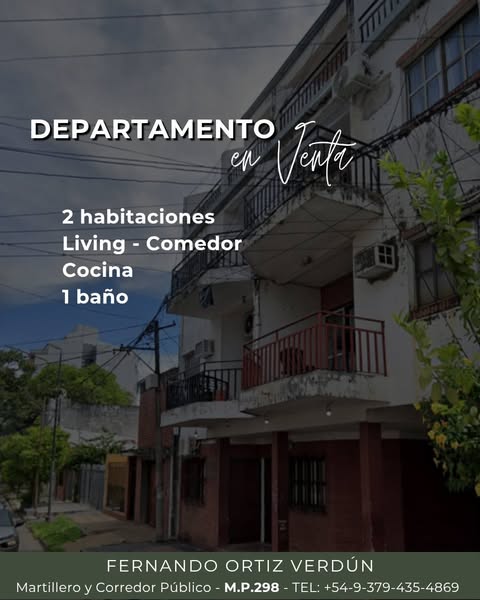 DEPARTAMENTO
en Venta
2 habitaciones
Living - Comedor
Cocina
1 baño
FERNANDO ORTIZ VERDÚN
Martillero y Corredor Público - M.P.298 - TEL: +54-9-379-435-4869